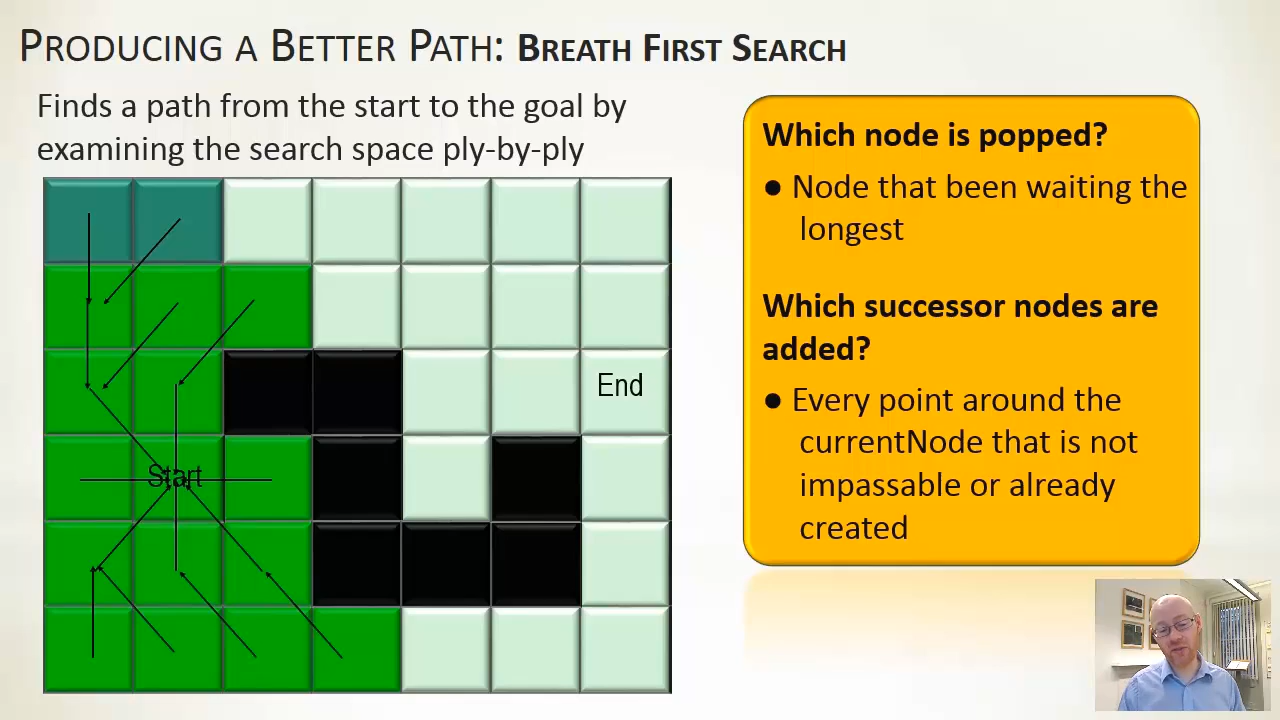 PRODUCING A BETTER PATH: BREATH FIRST SEARCH
Finds a path from the start to the goal by
examining the search space ply-by-ply
Which node is popped?
● Node that been waiting the
longest
Which successor nodes are
added?
● Every point around the
currentNode that is not
impassable or already
created
End
Start